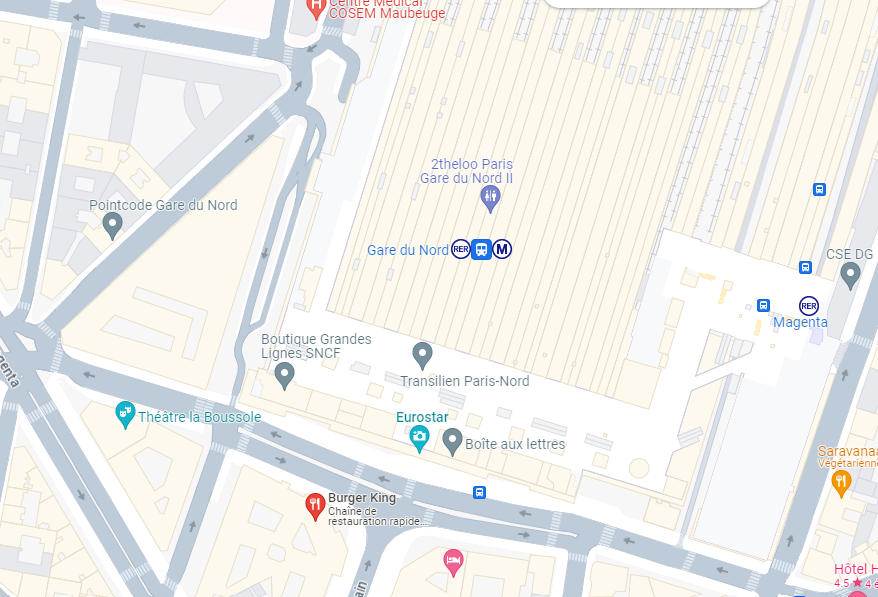 Centre Médical
COSEM Maubeuge
2theloo Paris
Gare du Nord II
Pointcode Gare du Nord
Gare du Nord RER M
CSE DG
RER
Magenta
Boutique Grandes
Lignes SNCF
Transilien Paris-Nord
Théâtre la Boussole
Eurostar
Boîte aux lettres
Burger King
Chaîne de
restauration rapide...
Végétarienne
Hôtel H
4,5